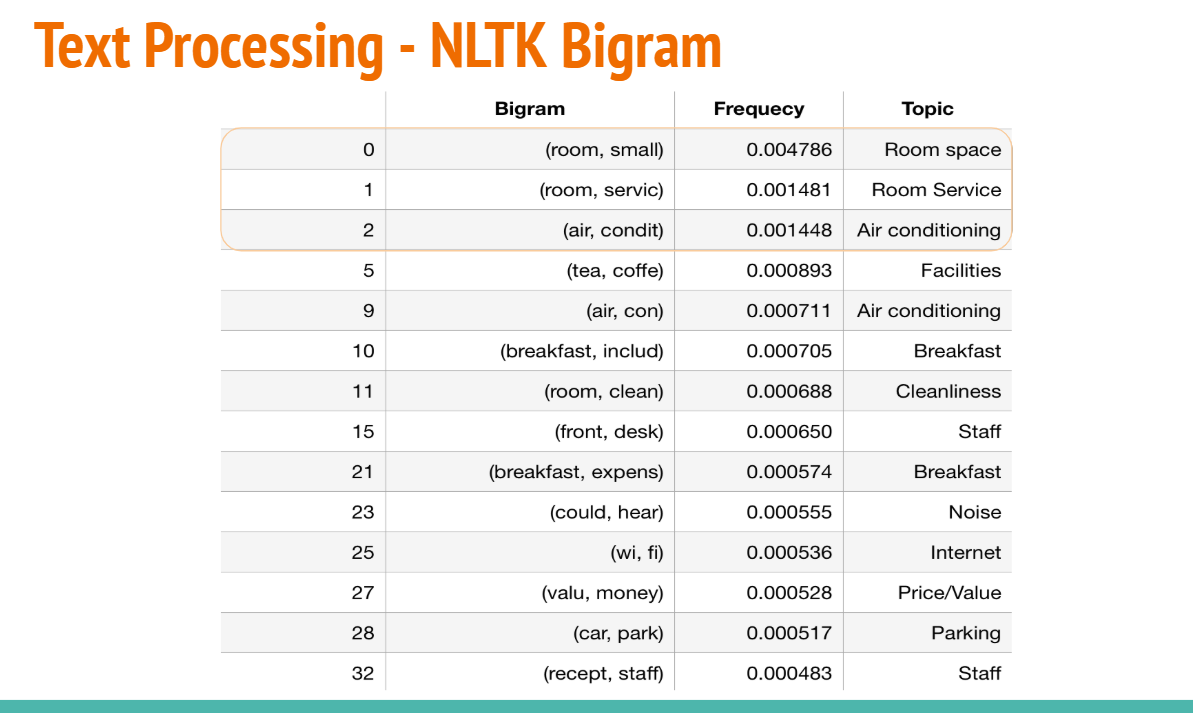 Text Processing - NLTK Bigram
Bigram Frequecy Topic
0 (room, small) 0.004786 Room space
1 (room, servic) 0.001481 Room Service
2 (air, condit) 0.001448 Air conditioning
5 (tea, coffe) 0.000893 Facilities
9 (air, con) 0.000711 Air conditioning
10 (breakfast, includ) 0.000705 Breakfast
11 (room, clean) 0.000688 Cleanliness
15 (front, desk) 0.000650 Staff
21 (breakfast, expens) 0.000574 Breakfast
23 (could, hear) 0.000555 Noise
25 (wi, fi) 0.000536 Internet
27 (valu, money) 0.000528 Price/Value
28 (car, park) 0.000517 Parking
32 (recept, staff) 0.000483 Staff